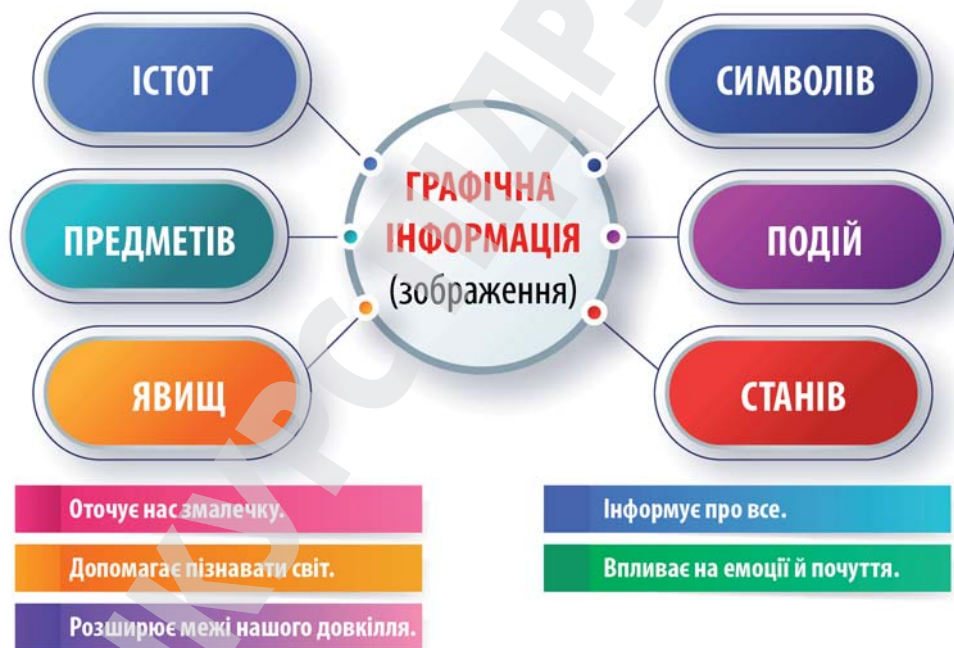 ІСТОТ
СИМВОЛІВ
ГРАФІЧНА
ІНФОРМАЦІЯ
(зображення)
ПРЕДМЕТІВ
ПОДІЙ
ЯВИЩ
СТАНІВ
Оточує нас змалечку.
Допомагає пізнавати світ.
Розширює межі нашого довкілля.
Інформує про все.
Впливає на емоції й почуття.